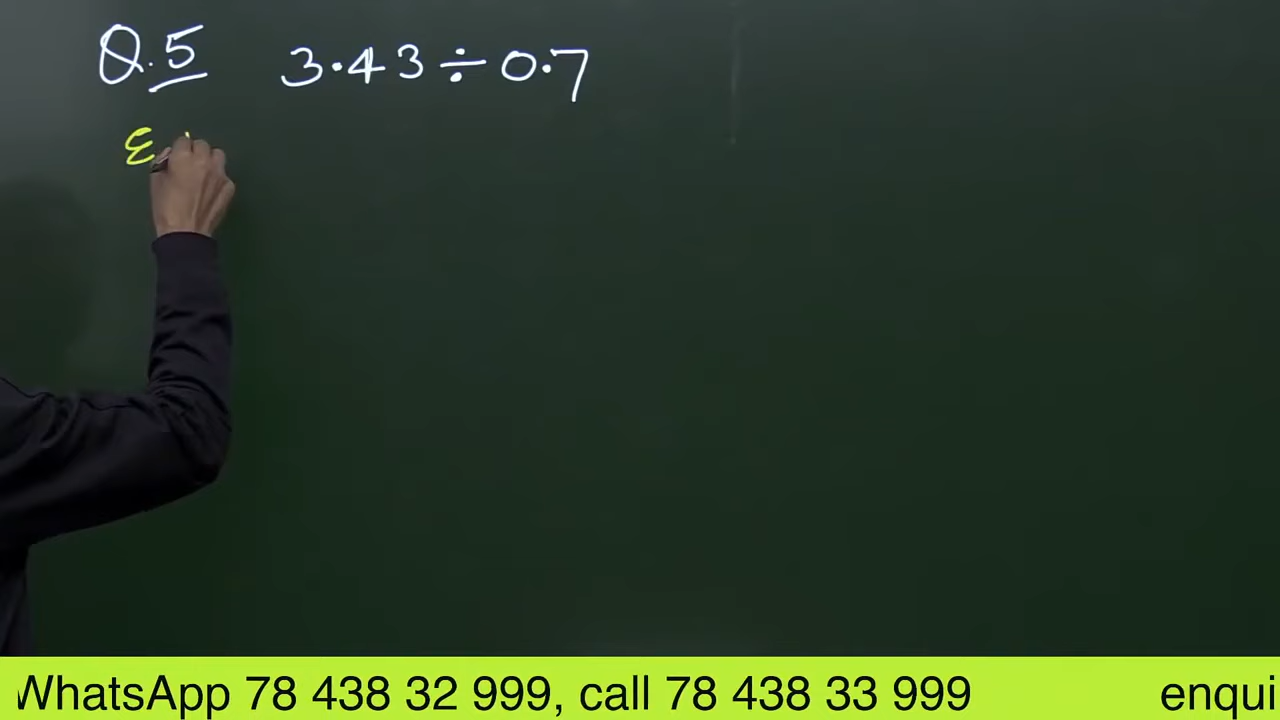 Q.5 3.43 ÷ 0.7
WhatsApp 78 438 32 999, call 78 438 33 999 enqui